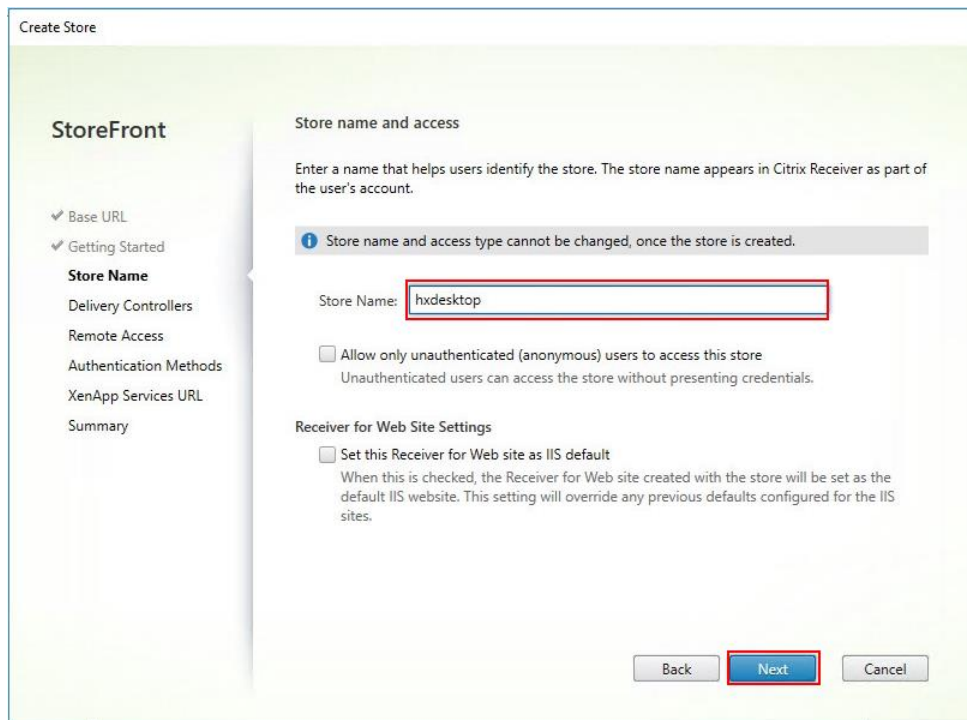 Create Store
StoreFront
Base URL
Getting Started
Store Name
Delivery Controllers
Remote Access
Authentication Methods
XenApp Services URL
Summary
Store name and access
Enter a name that helps users identify the store. The store name appears in Citrix Receiver as part of
the user's account.
Store name and access type cannot be changed, once the store is created.
Store Name: hxdesktop
Allow only unauthenticated (anonymous) users to access this store
Unauthenticated users can access the store without presenting credentials.
Receiver for Web Site Settings
Set this Receiver for Web site as IIS default
When this is checked, the Receiver for Web site created with the store will be set as the
default IIS website. This setting will override any previous defaults configured for the IIS
sites.
Back Next Cancel